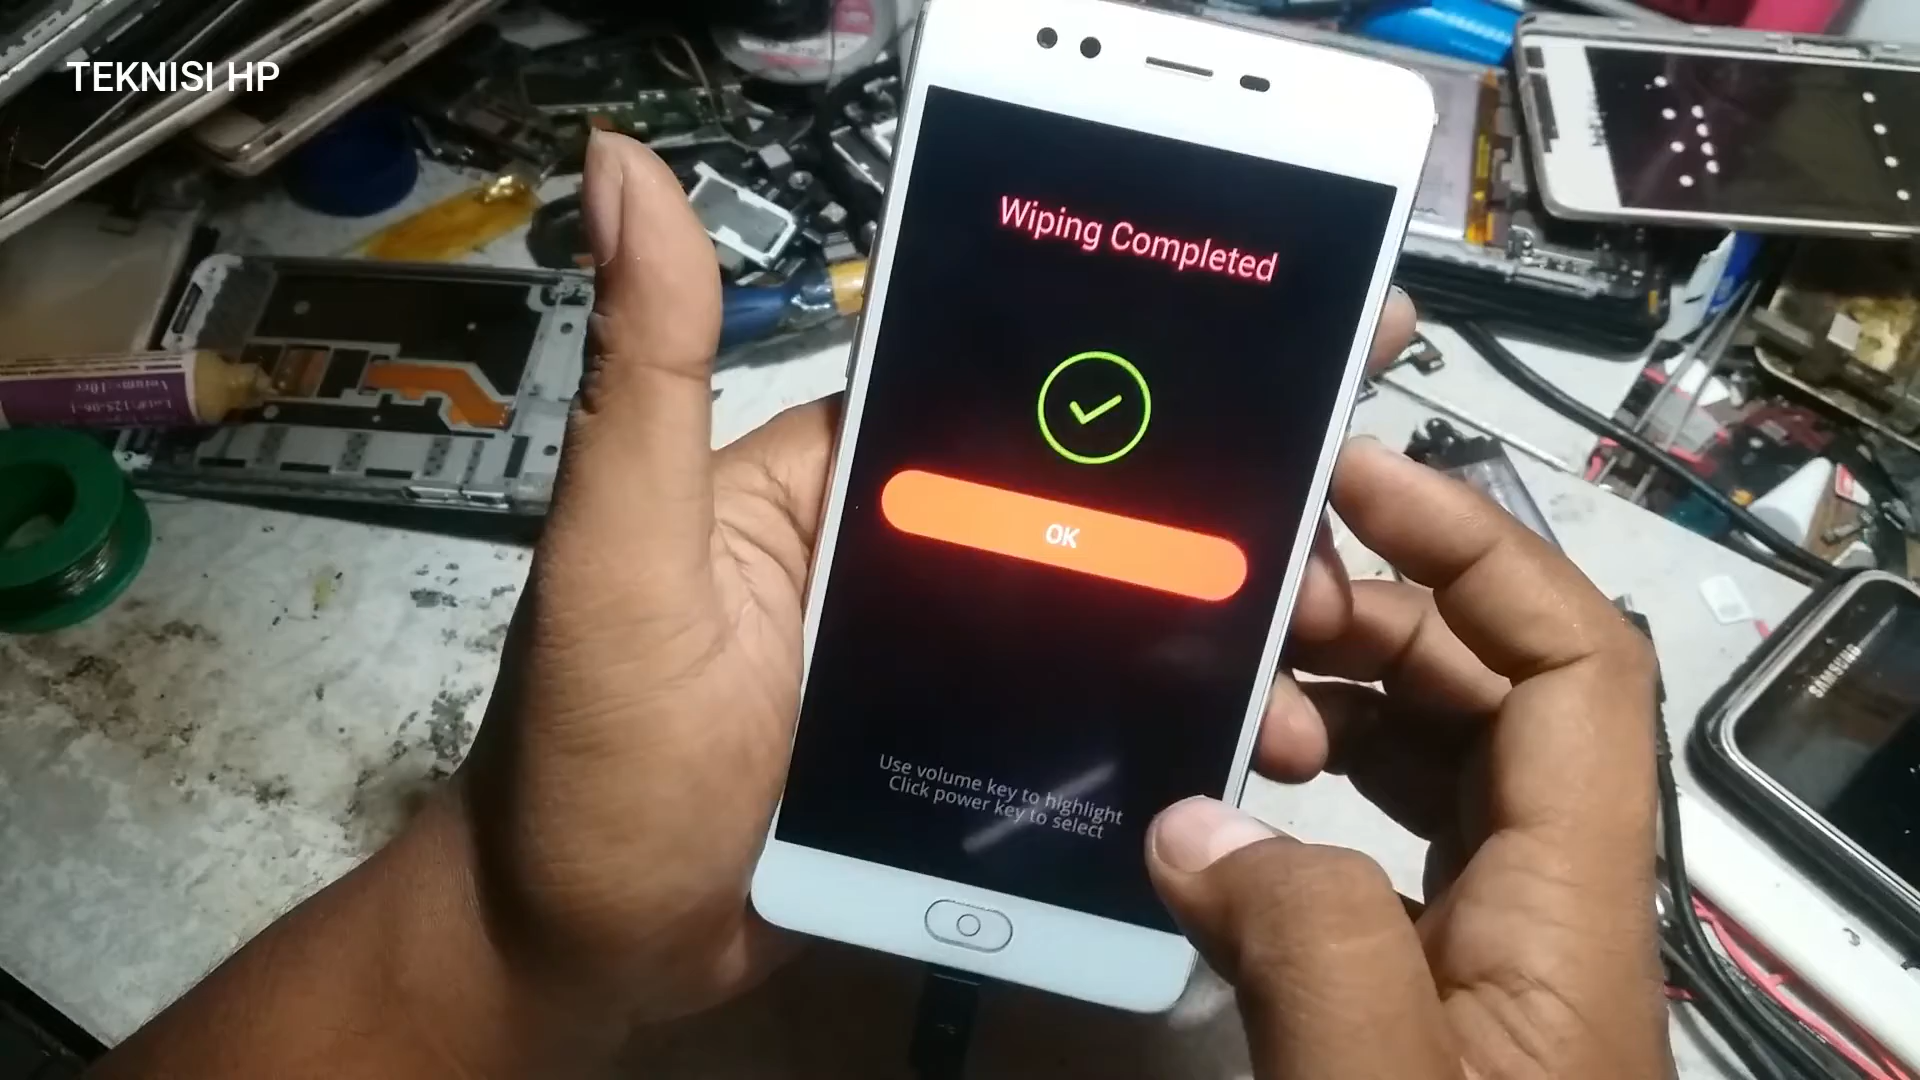 TEKNISI HP
Wiping Completed
OK
Use volume key to highlight
Click power key to select
SAMSUNG